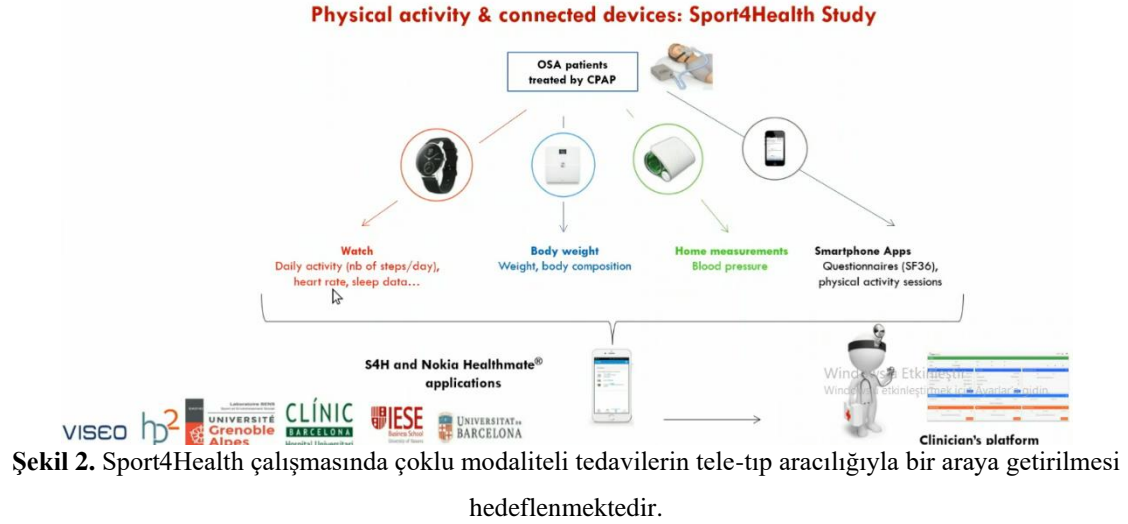 Physical activity & connected devices: Sport4Health Study
OSA patients
treated by CPAP
Watch
Daily activity (nb of steps/day),
heart rate, sleep data...
Body weight
Weight, body composition
Home measurements
Blood pressure
Smartphone Apps
Questionnaires (SF36),
physical activity sessions
S4H and Nokia Healthmate®
applications
VISEO
hp2
UNIVERSITÉ
Grenoble
Alpes
CLÍNIC
BARCELONA
Hospital Universitari
IESE
Business School
UNIVERSITAT DE
BARCELONA
Clinician's platform
Şekil 2. Sport4Health çalışmasında çoklu modaliteli tedavilerin tele-tıp aracılığıyla bir araya getirilmesi
hedeflenmektedir.